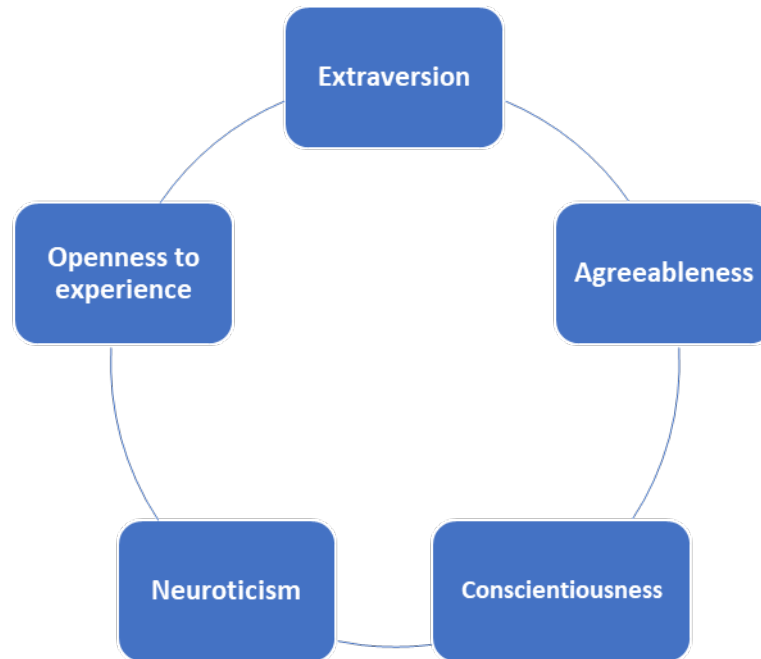 Extraversion
Agreeableness
Conscientiousness
Neuroticism
Openness to
experience